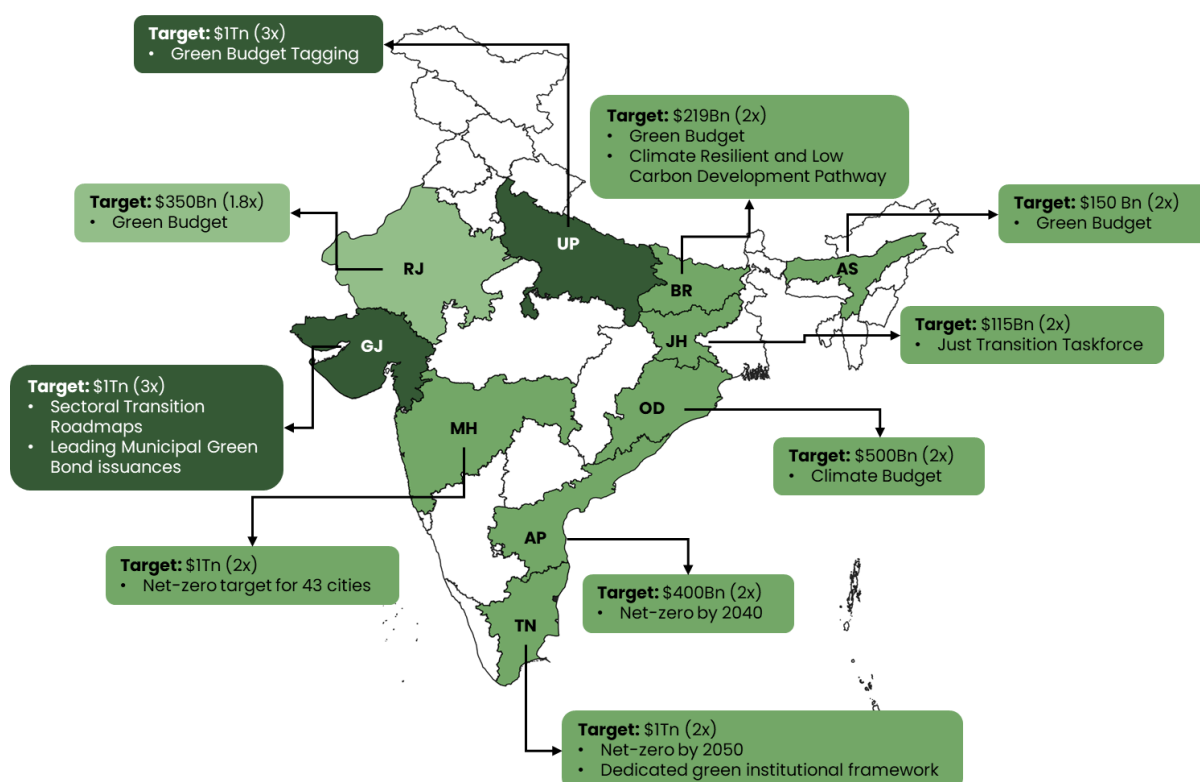 Target: $1Tn (3x)
• Green Budget Tagging
Target: $219Bn (2x)
• Green Budget
• Climate Resilient and Low
Carbon Development Pathway
Target: $350Bn (1.8x)
• Green Budget
Target: $150 Bn (2x)
• Green Budget
UP
RJ
BR
AS
GJ
JH
Target: $115Bn (2x)
• Just Transition Taskforce
Target: $1Tn (3x)
• Sectoral Transition
Roadmaps
• Leading Municipal Green
Bond issuances
MH
OD
Target: $500Bn (2x)
• Climate Budget
AP
Target: $1Tn (2x)
• Net-zero target for 43 cities
Target: $400Bn (2x)
• Net-zero by 2040
TN
Target: $1Tn (2x)
• Net-zero by 2050
• Dedicated green institutional framework